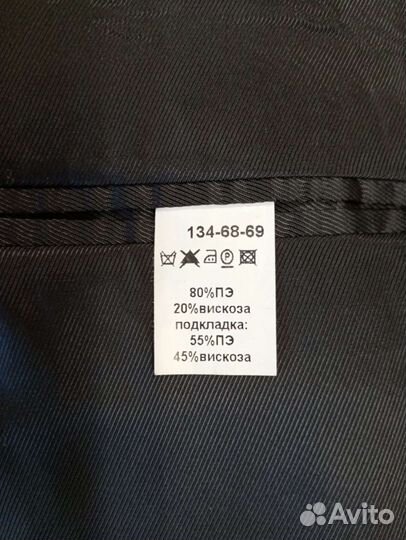 134-68-69
P
80%ПЭ
20%вискоза
подкладка:
55%ПЭ
45%вискоза
Avito